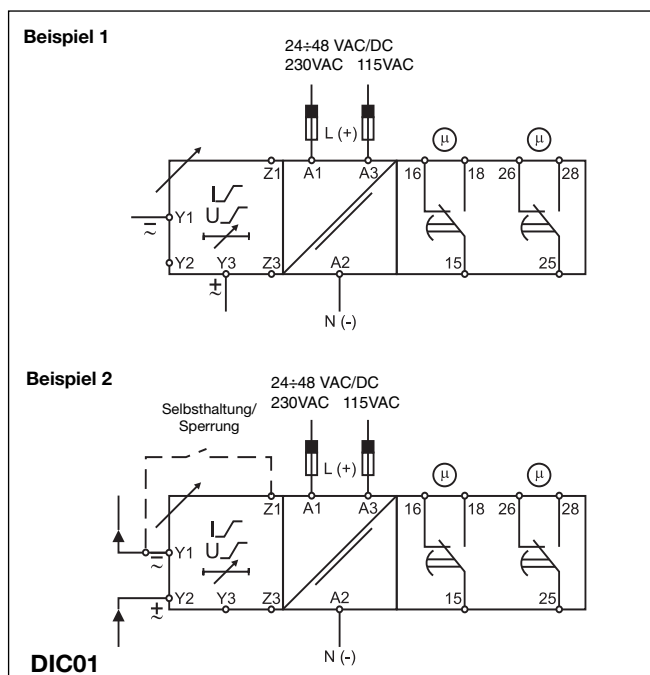 Beispiel 1
24÷48 VAC/DC
230VAC 115VAC
L (+)
μ μ
Z1 A1 A3 16 18 26 28
I
U
Y1
Y2 Y3 Z3 A2 15 25
N (-)
Beispiel 2
24÷48 VAC/DC
230VAC 115VAC
Selbsthaltung/
Sperrung
L (+)
μ μ
Z1 A1 A3 16 18 26 28
I
U
Y1
Y2 Y3 Z3 A2 15 25
N (-)
DIC01